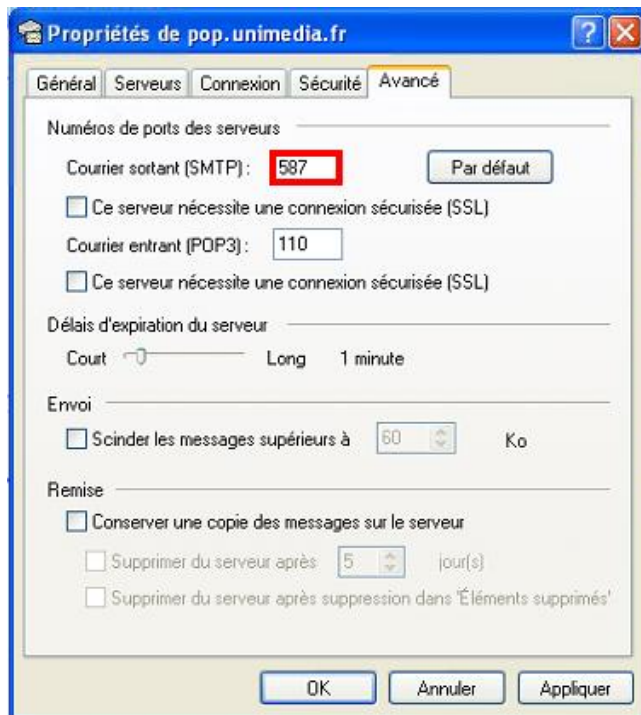 Propriétés de pop.unimedia.fr
Général Serveurs Connexion Sécurité Avancé
Numéros de ports des serveurs
Courrier sortant (SMTP) : 587 Par défaut
Ce serveur nécessite une connexion sécurisée (SSL)
Courrier entrant (POP3) : 110
Ce serveur nécessite une connexion sécurisée (SSL)
Délais d'expiration du serveur
Court Long 1 minute
Envoi
Scinder les messages supérieurs à 60 Ko
Remise
Conserver une copie des messages sur le serveur
Supprimer du serveur après 5 jour(s)
Supprimer du serveur après suppression dans 'Éléments supprimés'
OK Annuler Appliquer